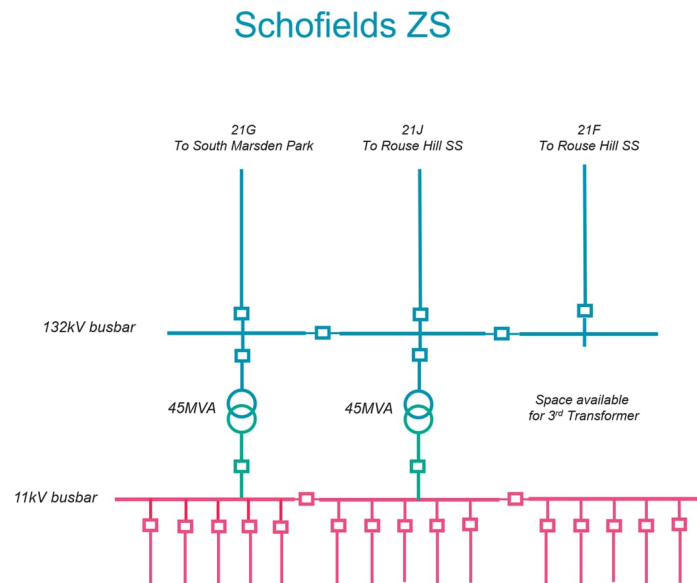 Schofields ZS
21G
To South Marsden Park
21J
To Rouse Hill SS
21F
To Rouse Hill SS
132kV busbar
45MVA
45MVA
Space available
for 3rd Transformer
11kV busbar